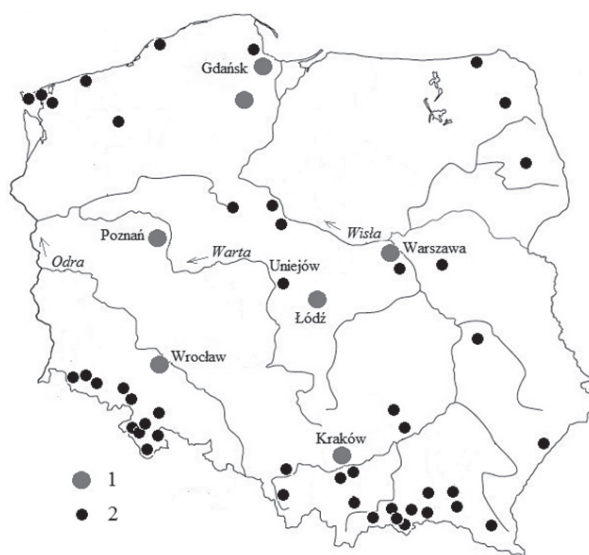 Gdańsk
Poznań
Wisła
Warta
Warszawa
Odra
Uniejów
Łódź
Wrocław
Kraków
1
2